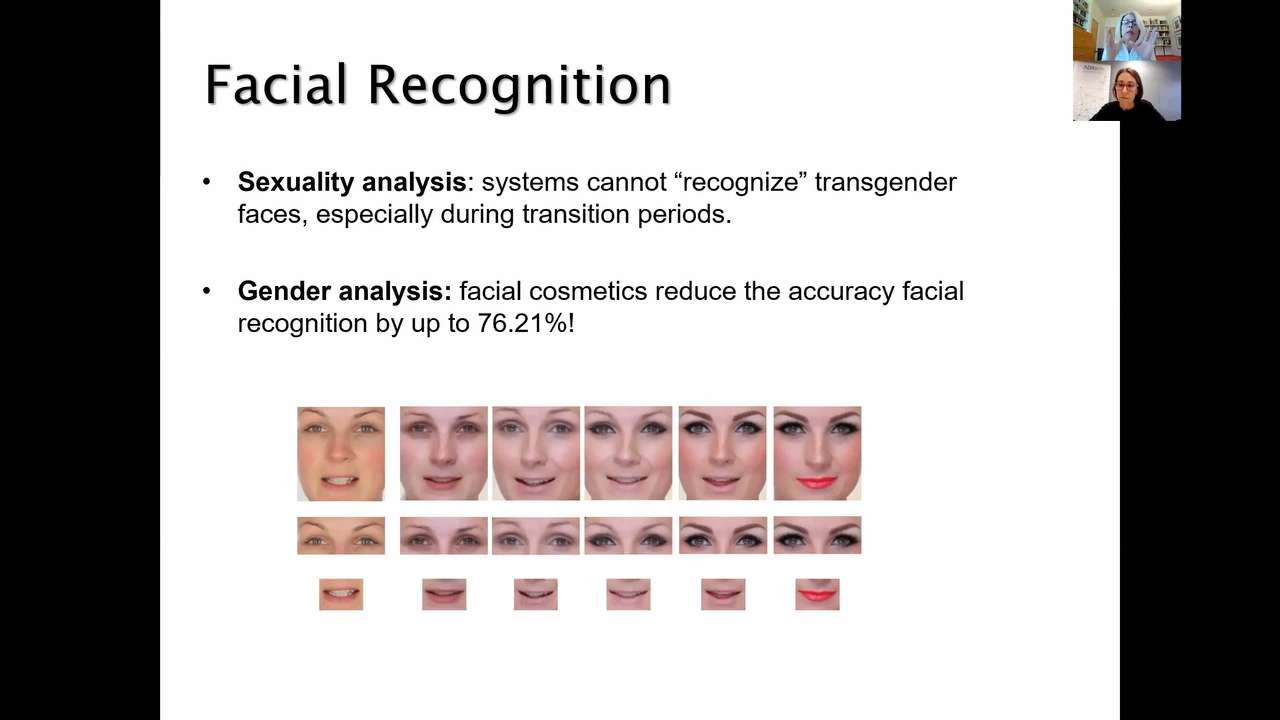 Facial Recognition
• Sexuality analysis: systems cannot “recognize” transgender
faces, especially during transition periods.
• Gender analysis: facial cosmetics reduce the accuracy facial
recognition by up to 76.21%!